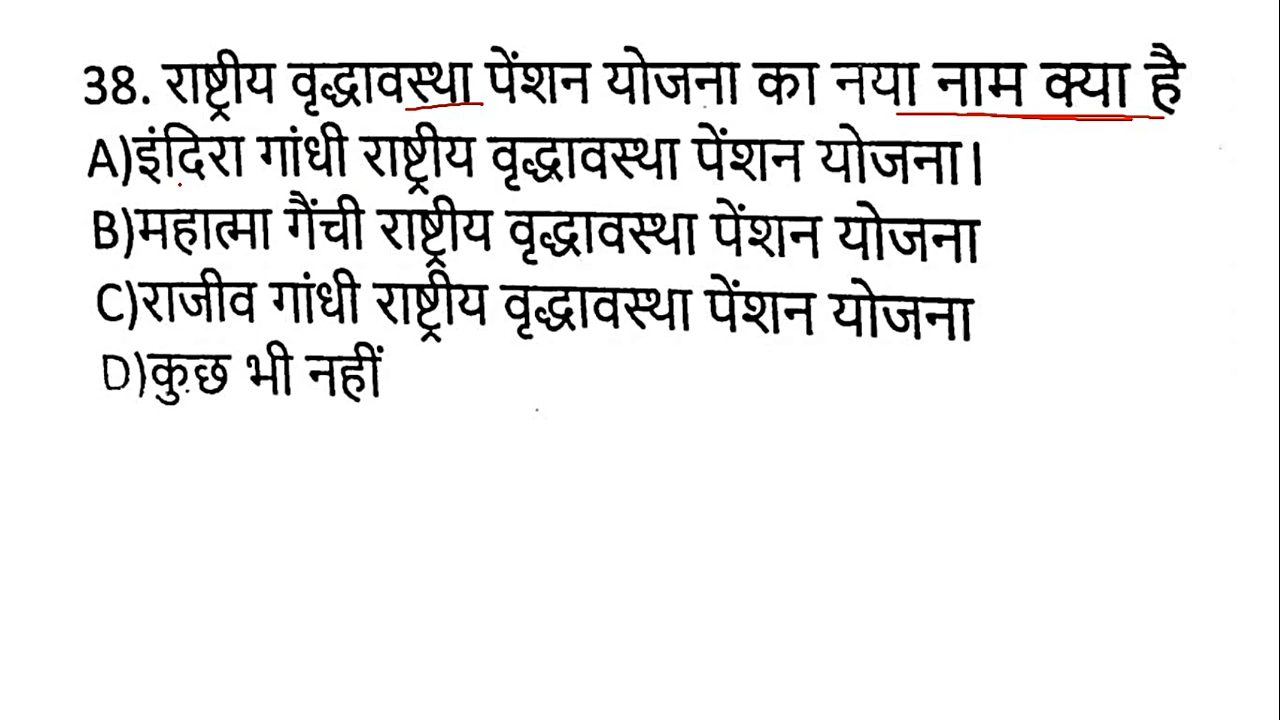 38. राष्ट्रीय वृद्धावस्था पेंशन योजना का नया नाम क्या है
A)इंदिरा गांधी राष्ट्रीय वृद्धावस्था पेंशन योजना।
B)महात्मा गैंची राष्ट्रीय वृद्धावस्था पेंशन योजना
C)राजीव गांधी राष्ट्रीय वृद्धावस्था पेंशन योजना
D)कुछ भी नहीं